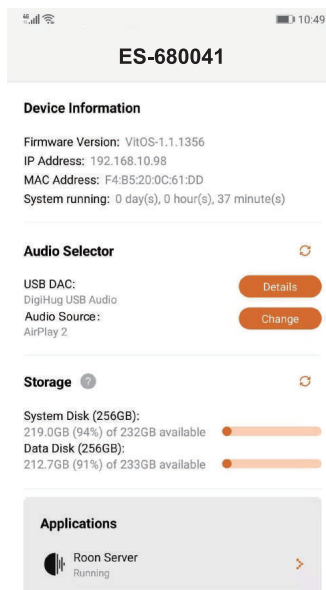 10:49
ES-680041
Device Information
Firmware Version: VitOS-1.1.1356
IP Address: 192.168.10.98
MAC Address: F4:B5:20:0C:61:DD
System running: 0 day(s), 0 hour(s), 37 minute(s)
Audio Selector
USB DAC:
Details
DigiHug USB Audio
Audio Source:
Change
AirPlay 2
Storage ?
System Disk (256GB):
219.0GB (94%) of 232GB available
Data Disk (256GB):
212.7GB (91%) of 233GB available
Applications
Roon Server
Running